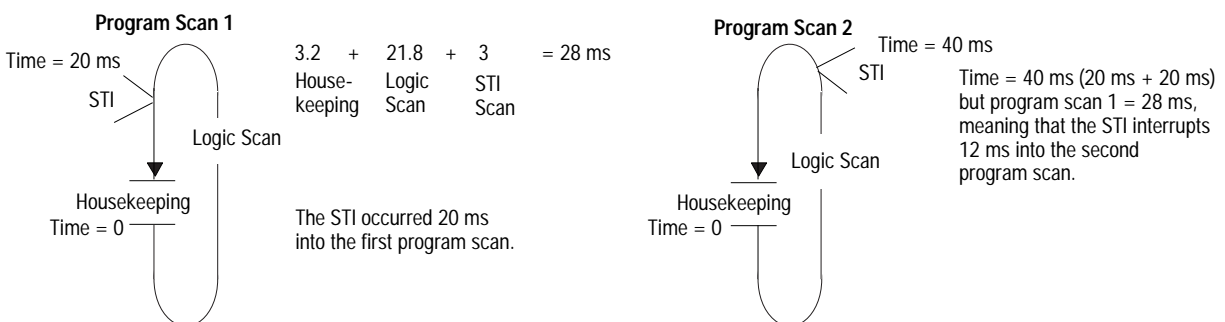 Program Scan 1
Time = 20 ms
STI
3.2 + 21.8 + 3 = 28 ms
House- Logic STI
keeping Scan Scan
Logic Scan
Housekeeping
Time = 0
The STI occurred 20 ms
into the first program scan.
Program Scan 2
Time = 40 ms
STI
Time = 40 ms (20 ms + 20 ms)
but program scan 1 = 28 ms,
meaning that the STI interrupts
12 ms into the second
program scan.
Logic Scan
Housekeeping
Time = 0